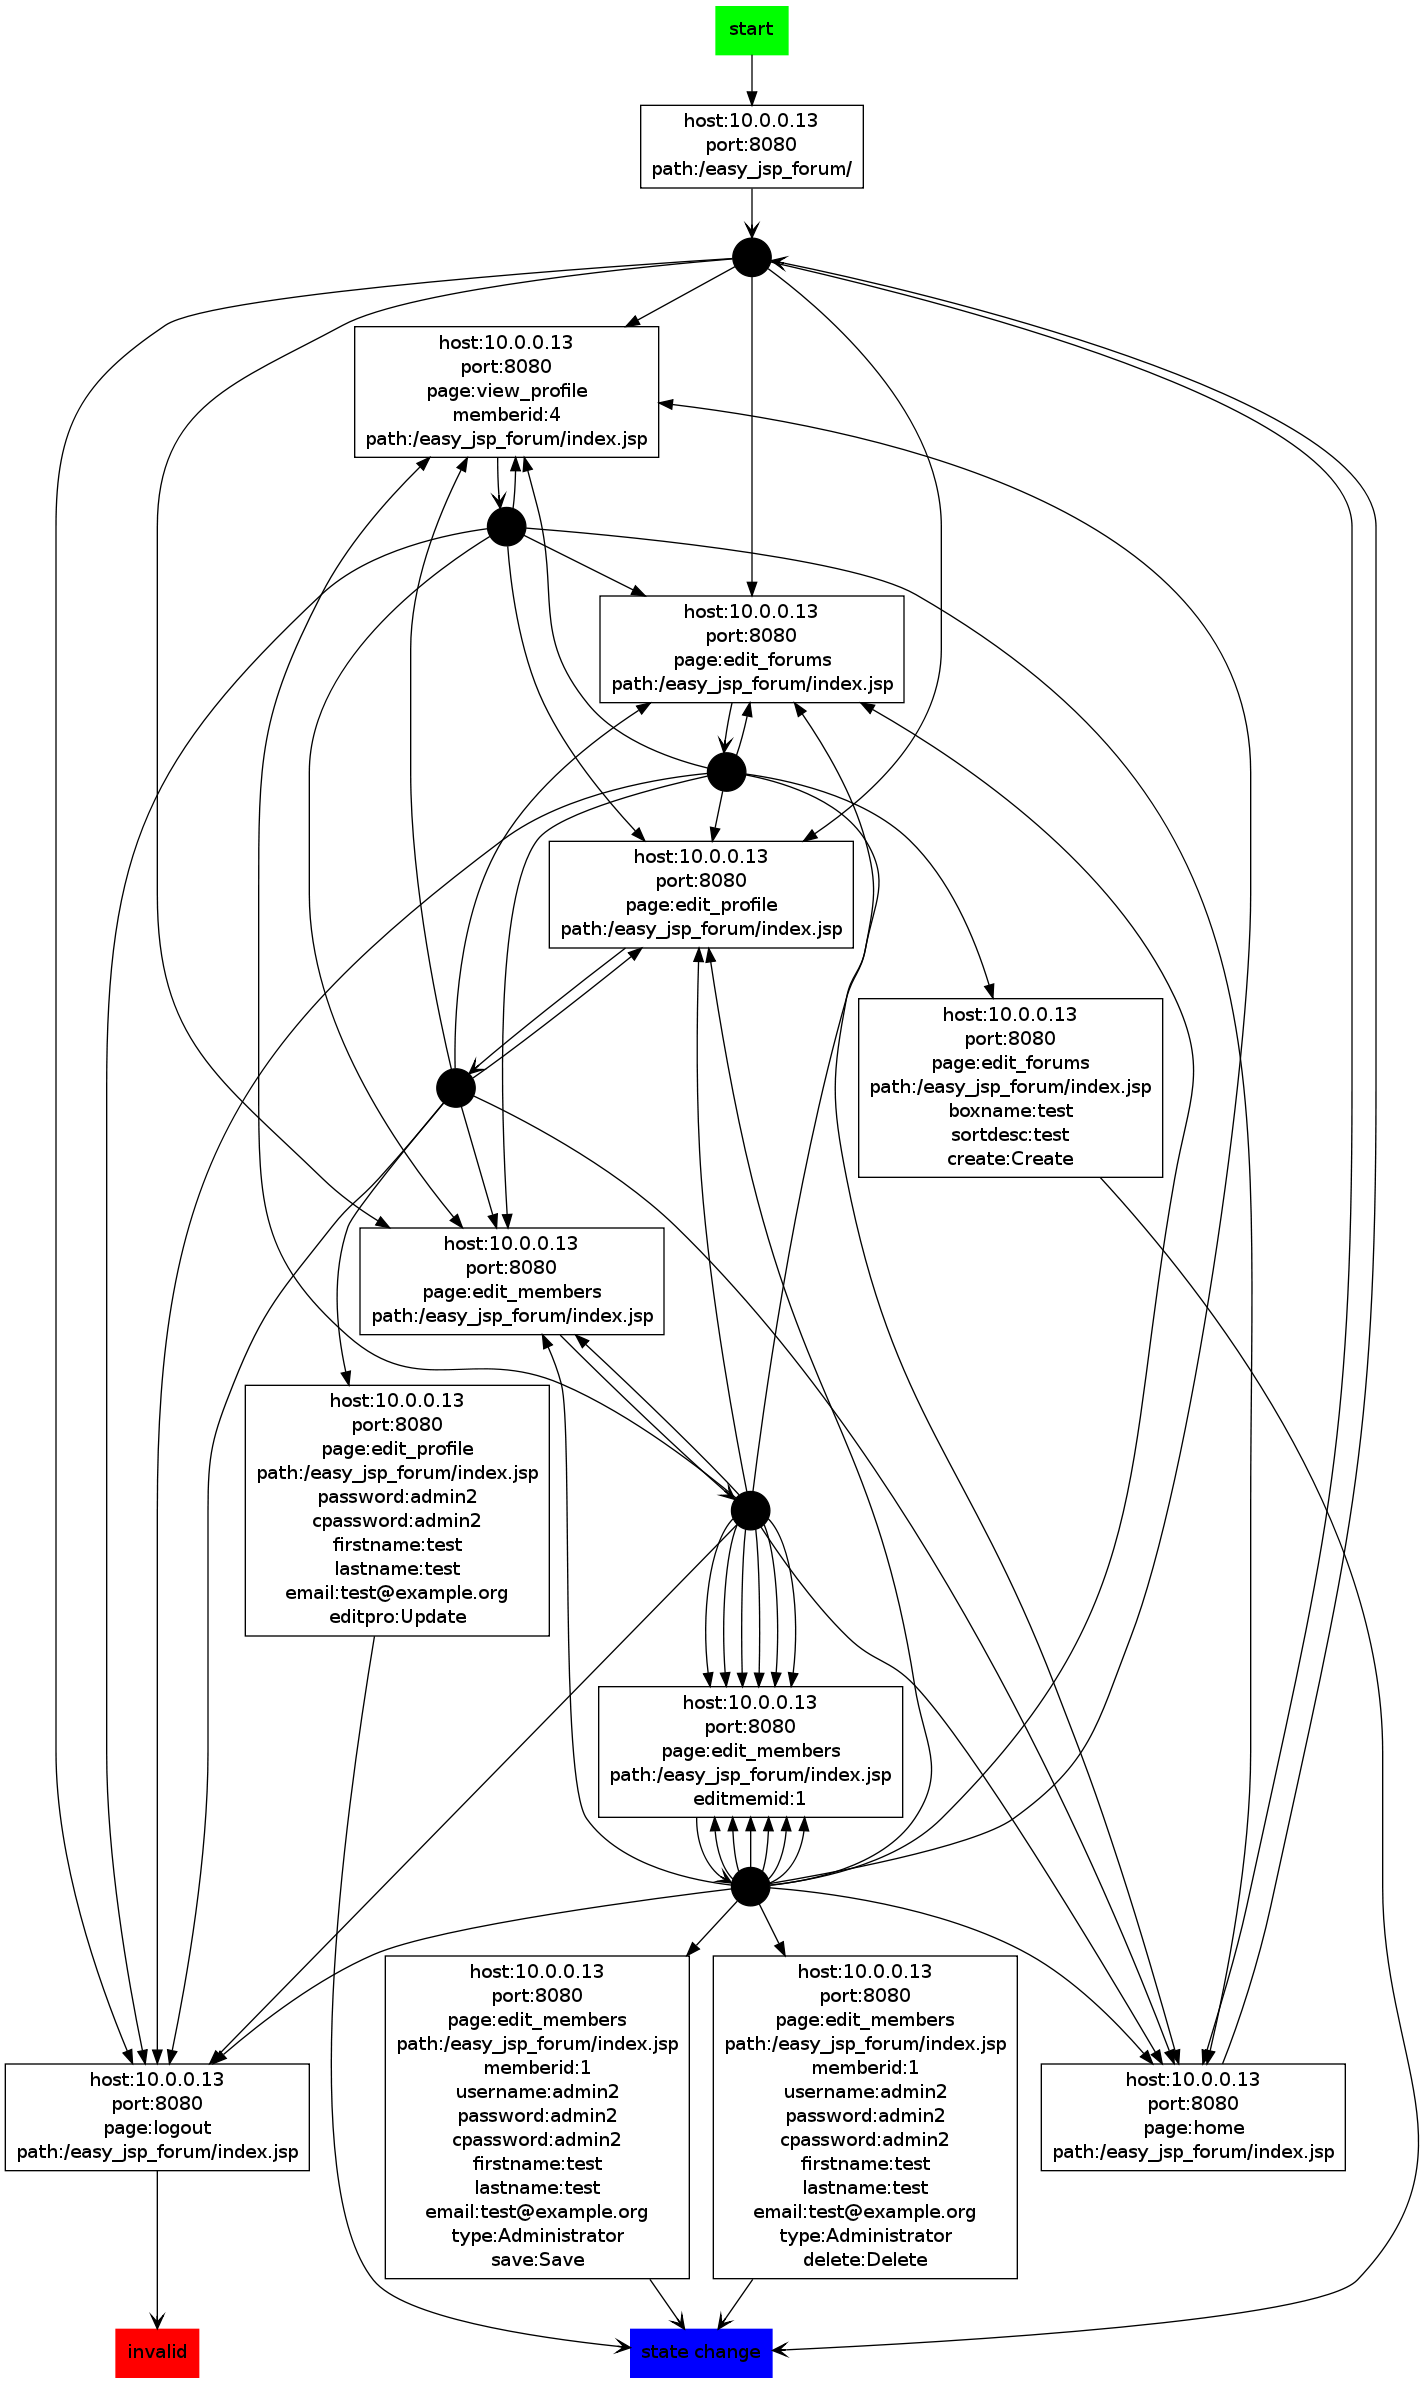 start
host:10.0.0.13
port:8080
path:/easy_jsp_forum/
host:10.0.0.13
port:8080
page:view_profile
memberid:4
path:/easy_jsp_forum/index.jsp
host:10.0.0.13
port:8080
page:edit_forums
path:/easy_jsp_forum/index.jsp
host:10.0.0.13
port:8080
page:edit_profile
path:/easy_jsp_forum/index.jsp
host:10.0.0.13
port:8080
page:edit_forums
path:/easy_jsp_forum/index.jsp
boxname:test
sortdesc:test
create:Create
host:10.0.0.13
port:8080
page:edit_members
path:/easy_jsp_forum/index.jsp
host:10.0.0.13
port:8080
page:edit_profile
path:/easy_jsp_forum/index.jsp
password:admin2
cpassword:admin2
firstname:test
lastname:test
email:test@example.org
editpro:Update
host:10.0.0.13
port:8080
page:edit_members
path:/easy_jsp_forum/index.jsp
editmemid:1
host:10.0.0.13
port:8080
page:logout
path:/easy_jsp_forum/index.jsp
host:10.0.0.13
port:8080
page:edit_members
path:/easy_jsp_forum/index.jsp
memberid:1
username:admin2
password:admin2
cpassword:admin2
firstname:test
lastname:test
email:test@example.org
type:Administrator
save:Save
host:10.0.0.13
port:8080
page:edit_members
path:/easy_jsp_forum/index.jsp
memberid:1
username:admin2
password:admin2
cpassword:admin2
firstname:test
lastname:test
email:test@example.org
type:Administrator
delete:Delete
host:10.0.0.13
port:8080
page:home
path:/easy_jsp_forum/index.jsp
invalid
state change